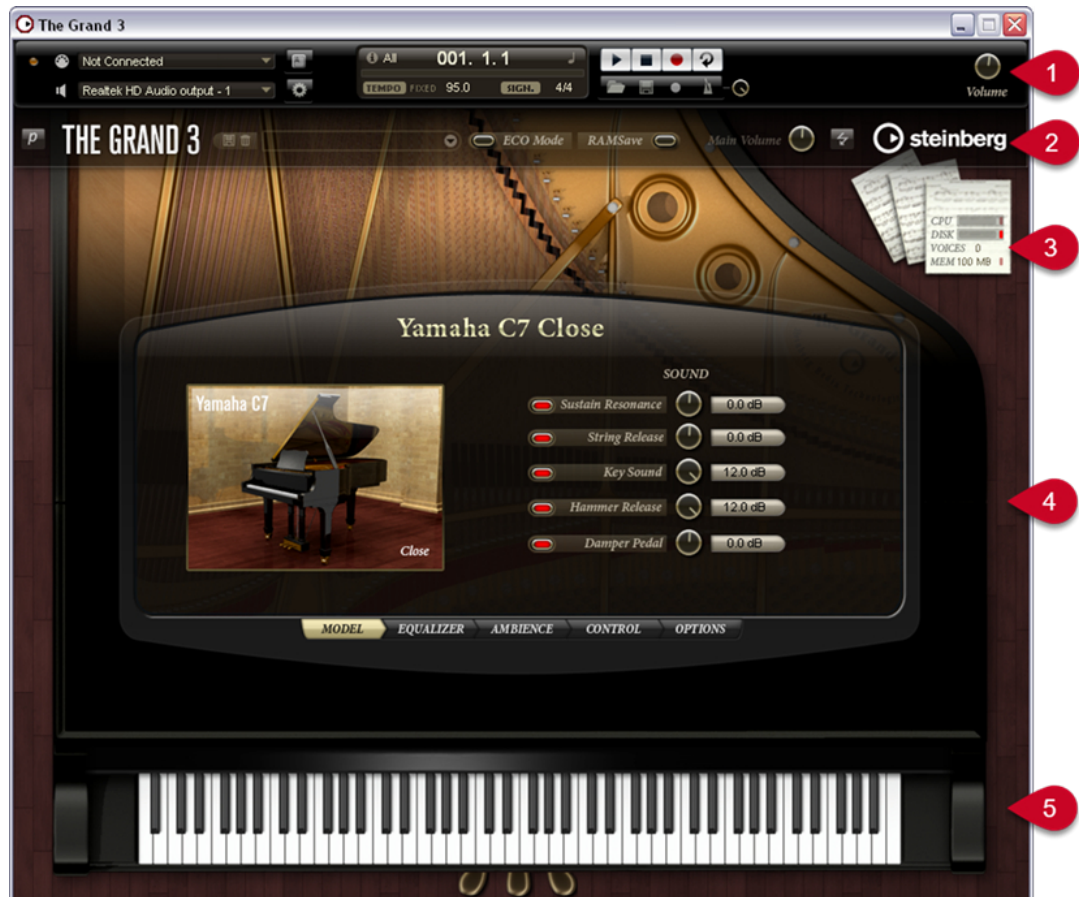 The Grand 3
Not Connected
All 001. 1. 1
Realtek HD Audio output - 1
TEMPO FIXED 95.0 SIGN. 4/4
Volume
1
p THE GRAND 3 ECO Mode RAMSave Main Volume steinberg
2
CPU
DISK
VOICES 0
MEM 100 MB
3
Yamaha C7 Close
SOUND
Yamaha C7
Sustain Resonance 0.0 dB
String Release 0.0 dB
Key Sound 12.0 dB
Hammer Release 12.0 dB
Damper Pedal 0.0 dB
Close
4
MODEL EQUALIZER AMBIENCE CONTROL OPTIONS
5